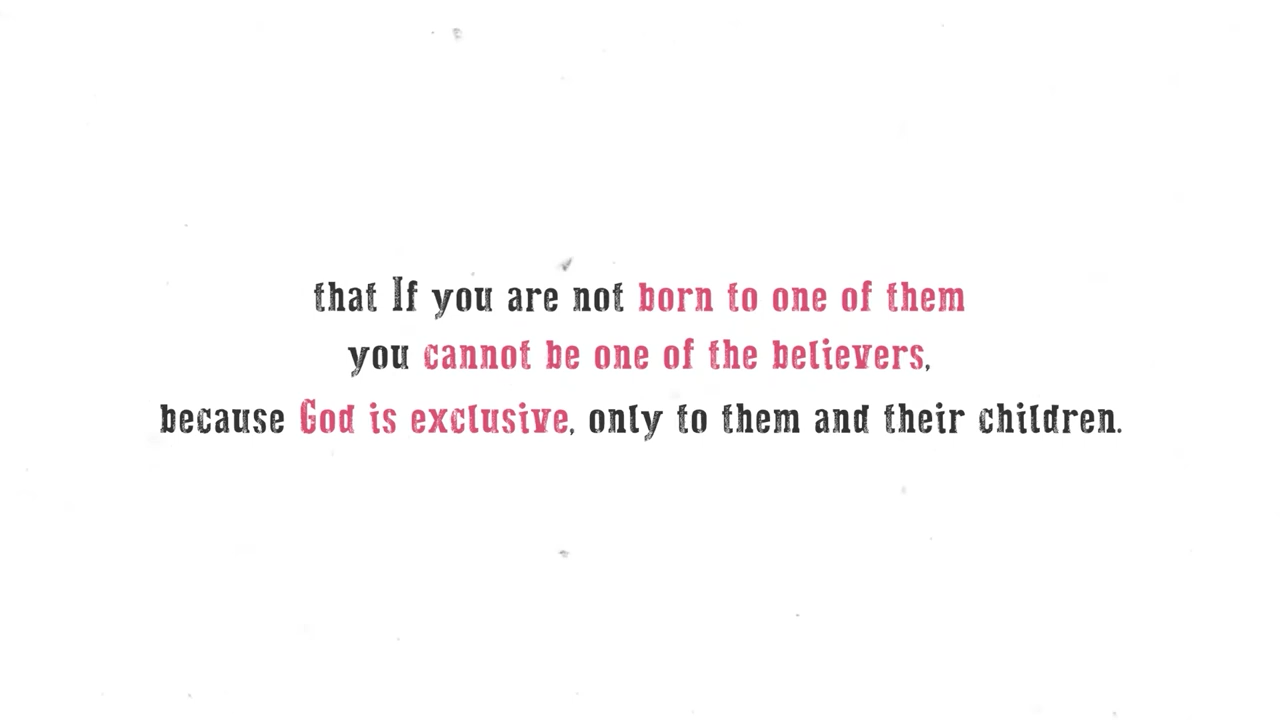 that If you are not born to one of them
you cannot be one of the believers,
because God is exclusive, only to them and their children.